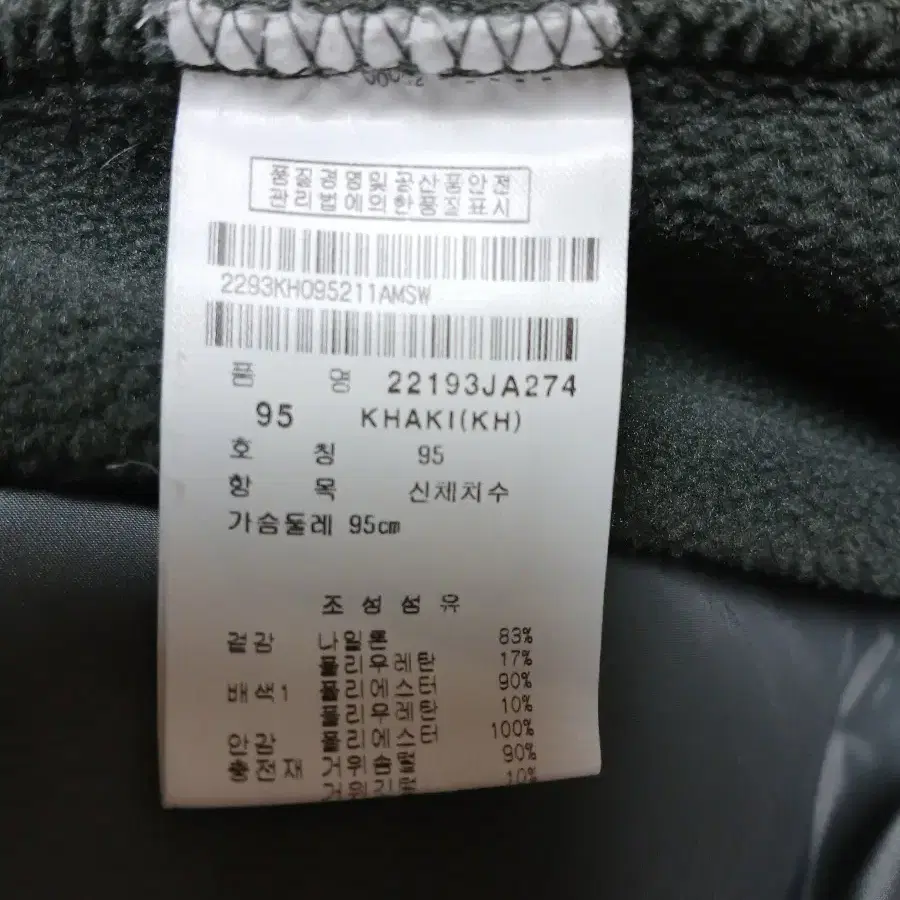 품질경영및공산품안전
관리법에의한품질표시
2293KH095211AMSW
품 명 22193JA274
95 KHAKI(KH)
호 칭 95
항 목 신체치수
가슴둘레 95cm
조성섬유
겉감 나일론 83%
폴리우레탄 17%
배색1 폴리에스터 90%
폴리우레탄 10%
안감 폴리에스터 100%
충전재 거위솜털 90%
거위깃털 10%